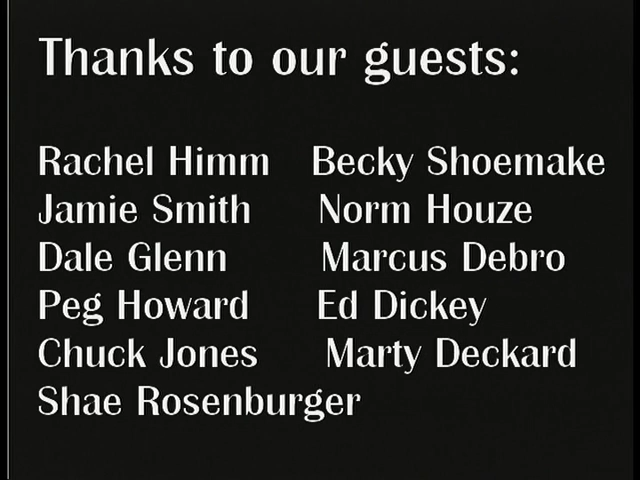 Thanks to our guests:
Rachel Himm Becky Shoemake
Jamie Smith Norm Houze
Dale Glenn Marcus Debro
Peg Howard Ed Dickey
Chuck Jones Marty Deckard
Shae Rosenburger